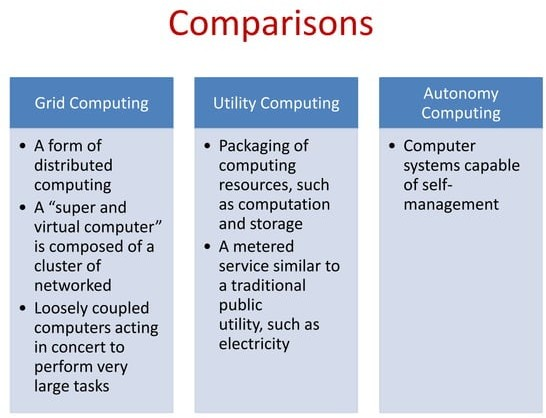 Comparisons
Grid Computing
• A form of
distributed
computing
• A “super and
virtual computer”
is composed of a
cluster of
networked
• Loosely coupled
computers acting
in concert to
perform very
large tasks
Utility Computing
• Packaging of
computing
resources, such
as computation
and storage
• A metered
service similar to
a traditional
public
utility, such as
electricity
Autonomy
Computing
• Computer
systems capable
of self-
management